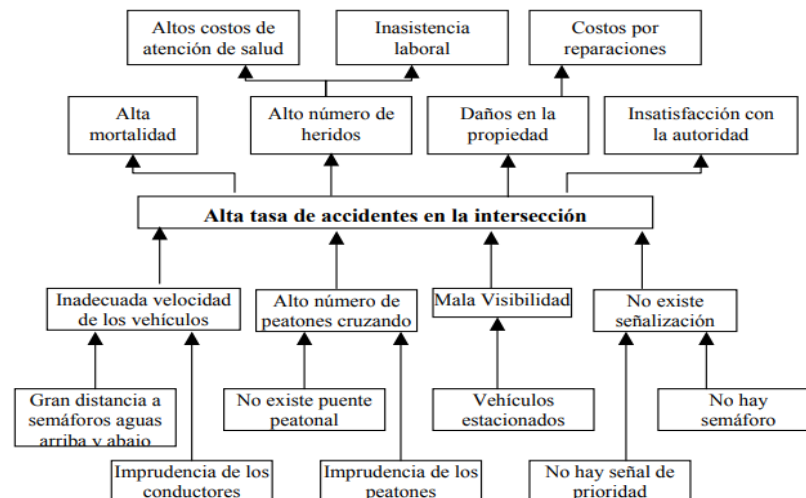 Altos costos de
atención de salud
Inasistencia
laboral
Costos por
reparaciones
Alta
mortalidad
Alto número de
heridos
Daños en la
propiedad
Insatisfacción con
la autoridad
Alta tasa de accidentes en la intersección
Inadecuada velocidad
de los vehículos
Alto número de
peatones cruzando
Mala Visibilidad
No existe
señalización
Gran distancia a
semáforos aguas
arriba y abajo
No existe puente
peatonal
Vehículos
estacionados
No hay
semáforo
Imprudencia de los
conductores
Imprudencia de los
peatones
No hay señal de
prioridad